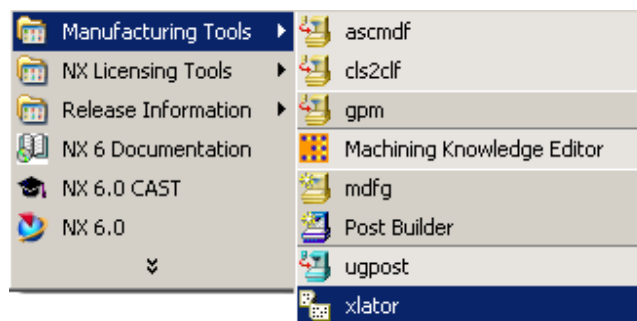 Manufacturing Tools
NX Licensing Tools
Release Information
NX 6 Documentation
NX 6.0 CAST
NX 6.0
ascmdf
cls2clf
gpm
Machining Knowledge Editor
mdfg
Post Builder
ugpost
xlator